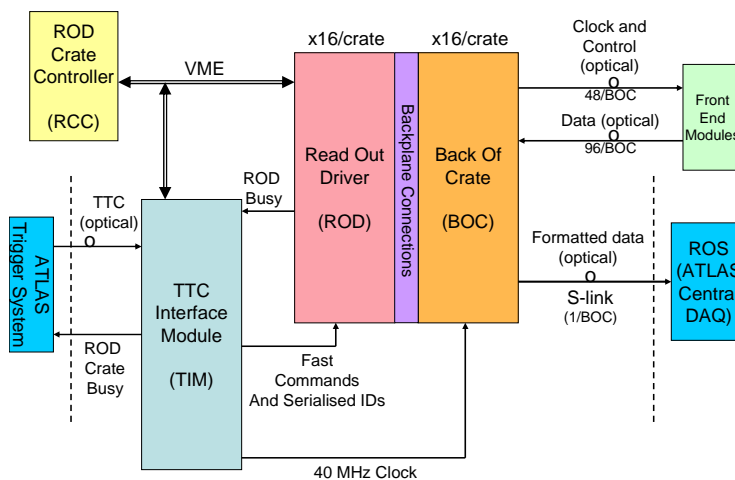 ROD
Crate
Controller
(RCC)
VME
x16/crate
x16/crate
Read Out
Driver
(ROD)
Backplane Connections
Back Of
Crate
(BOC)
Clock and
Control
(optical)
48/BOC
Data (optical)
96/BOC
Front
End
Modules
ROD
Busy
TTC
(optical)
ATLAS
Trigger System
ROD
Crate
Busy
TTC
Interface
Module
(TIM)
Fast
Commands
And Serialised IDs
40 MHz Clock
Formatted data
(optical)
S-link
(1/BOC)
ROS
(ATLAS
Central
DAQ)